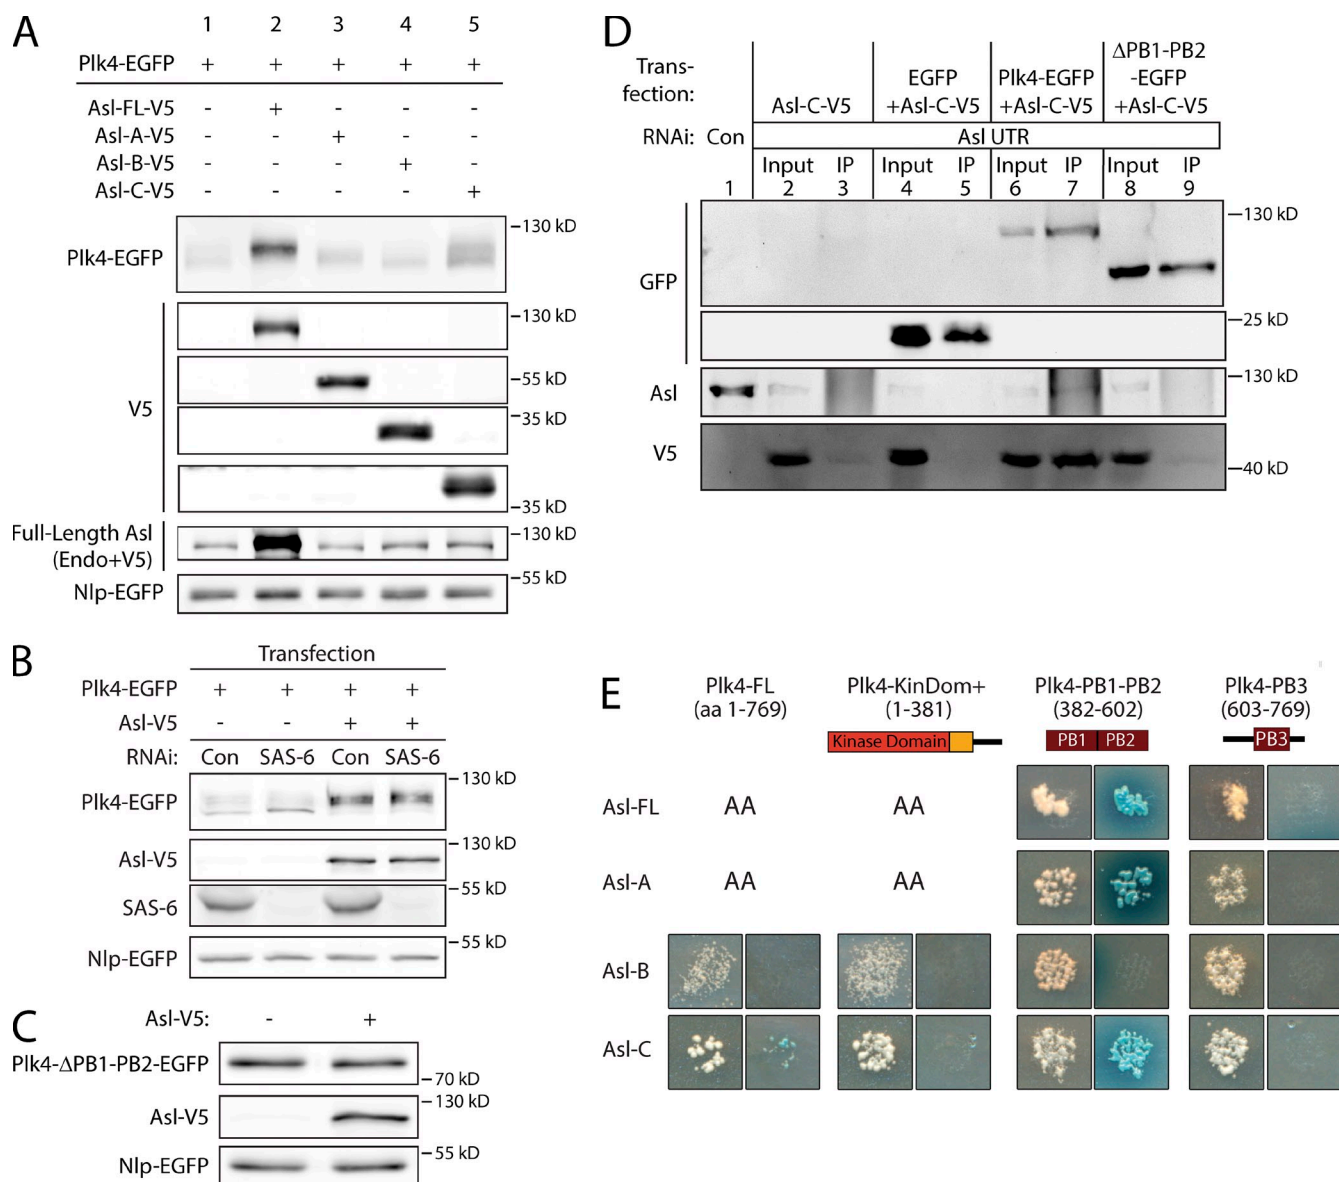 A
1 2 3 4 5
Plk4-EGFP + + + + +
Asl-FL-V5 - + - - -
Asl-A-V5 - - + - -
Asl-B-V5 - - - + -
Asl-C-V5 - - - - +
Plk4-EGFP
130 kD
V5
130 kD
55 kD
35 kD
35 kD
Full-Length Asl
(Endo+V5)
130 kD
Nlp-EGFP
55 kD
B
Transfection
Plk4-EGFP + + + +
Asl-V5 - - + +
RNAi: Con SAS-6 Con SAS-6
Plk4-EGFP
130 kD
Asl-V5
130 kD
SAS-6
55 kD
Nlp-EGFP
55 kD
C
Asl-V5: - +
Plk4-ΔPB1-PB2-EGFP
70 kD
Asl-V5
130 kD
Nlp-EGFP
55 kD
D
Trans-
fection:
Asl-C-V5
EGFP
+Asl-C-V5
Plk4-EGFP
+Asl-C-V5
ΔPB1-PB2
-EGFP
+Asl-C-V5
RNAi: Con Asl UTR
Input IP Input IP Input IP Input IP
1 2 3 4 5 6 7 8 9
GFP
130 kD
25 kD
Asl
130 kD
V5
40 kD
E
Plk4-FL
(aa 1-769)
Plk4-KinDom+
(1-381)
Plk4-PB1-PB2
(382-602)
Plk4-PB3
(603-769)
Kinase Domain
PB1 PB2
PB3
Asl-FL AA AA
Asl-A AA AA
Asl-B
Asl-C